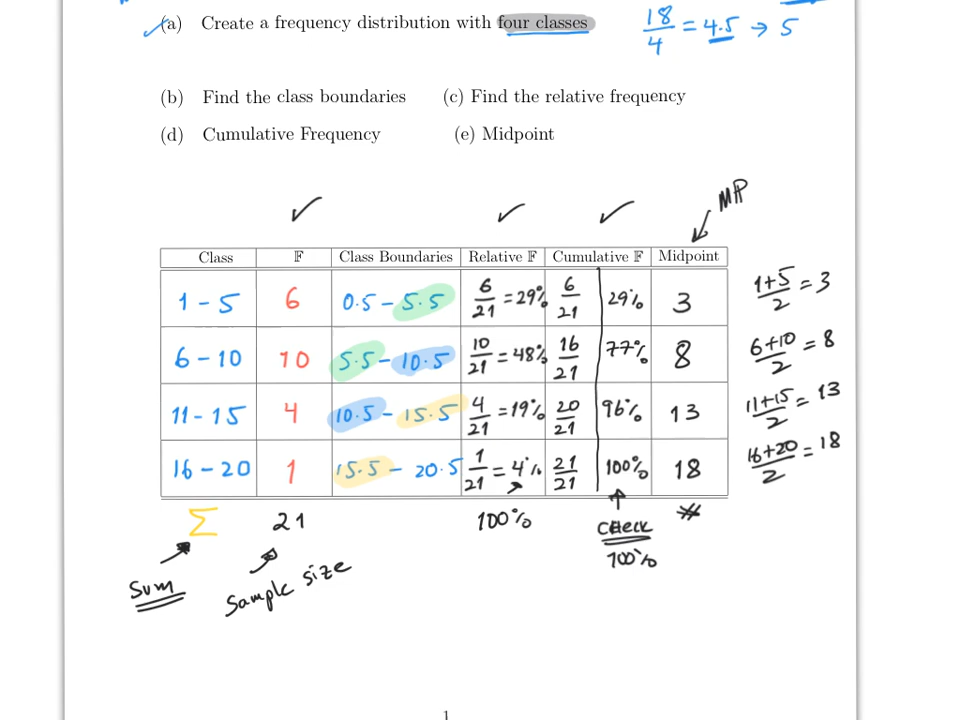 (a) Create a frequency distribution with four classes 18/4 = 4.5 → 5
(b) Find the class boundaries (c) Find the relative frequency
(d) Cumulative Frequency (e) Midpoint
✓ ✓ ✓ MP
Class 𝔽 Class Boundaries Relative 𝔽 Cumulative 𝔽 Midpoint
1 - 5 6 0.5 - 5.5 6/21 = 29% 6/21 29% 3 1+5/2 = 3
6 - 10 10 5.5 - 10.5 10/21 = 48% 16/21 77% 8 6+10/2 = 8
11 - 15 4 10.5 - 15.5 4/21 = 19% 20/21 96% 13 11+15/2 = 13
16 - 20 1 15.5 - 20.5 1/21 = 4% 21/21 100% 18 16+20/2 = 18
Σ 21 100% CHECK *
100%
Sum Sample size
1